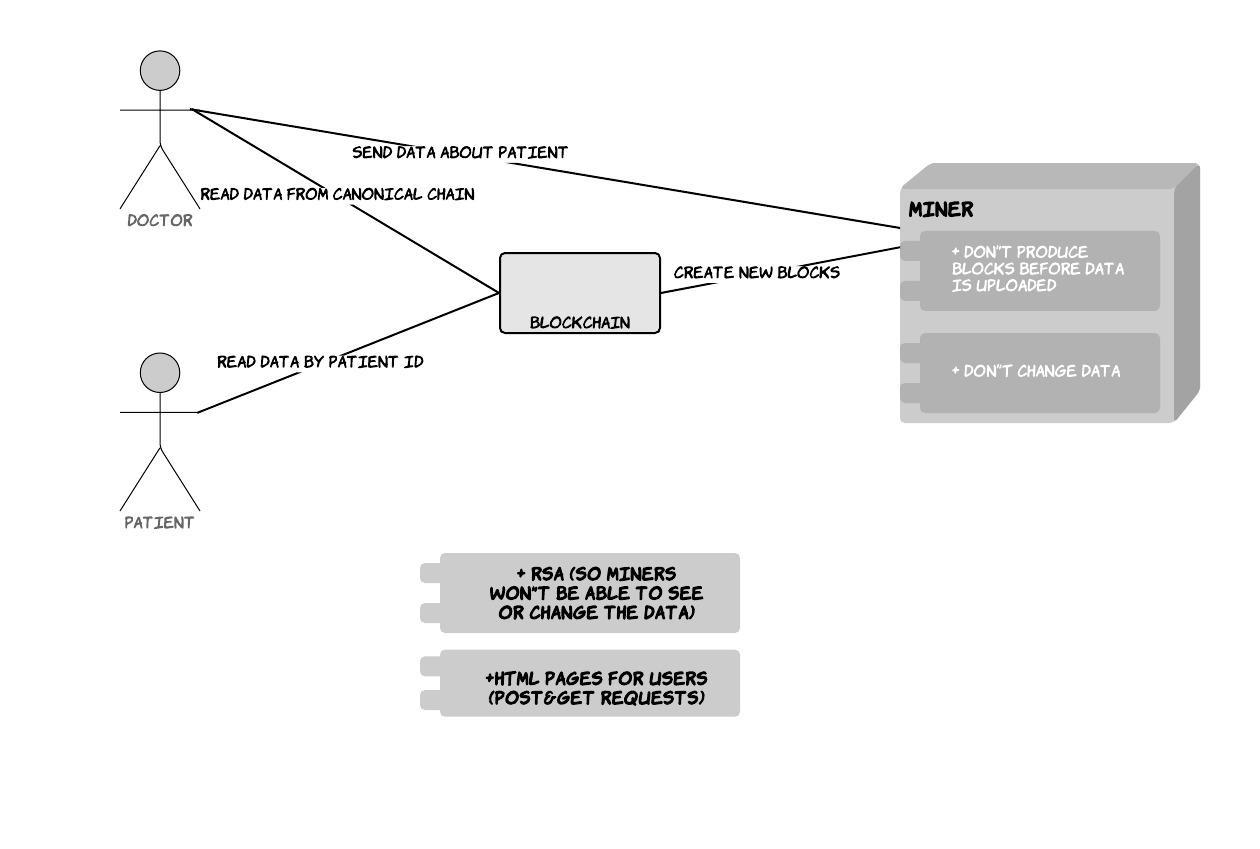 SEND DATA ABOUT PATIENT
READ DATA FROM CANONICAL CHAIN
DOCTOR
MINER
+ DON"T PRODUCE
BLOCKS BEFORE DATA
IS UPLOADED
CREATE NEW BLOCKS
BLOCKCHAIN
READ DATA BY PATIENT ID
+ DON"T CHANGE DATA
PATIENT
+ RSA (SO MINERS
WON"T BE ABLE TO SEE
OR CHANGE THE DATA)
+HTML PAGES FOR USERS
(POST&GET REQUESTS)